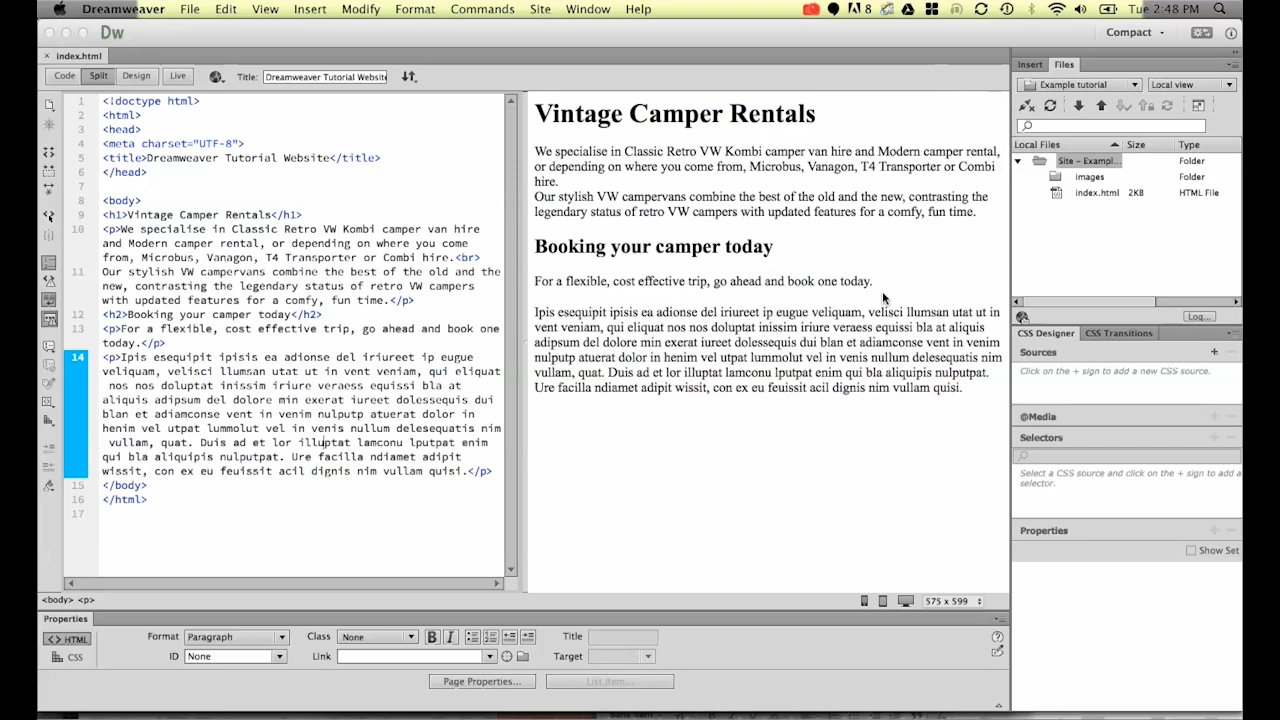 Dreamweaver File Edit View Insert Modify Format Commands Site Window Help 8 Tue 2:48 PM
Dw Compact
× index.html
Code Split Design Live Title: Dreamweaver Tutorial Websit
1 <!doctype html>
2 <html>
3 <head>
4 <meta charset="UTF-8">
5 <title>Dreamweaver Tutorial Website</title>
6 </head>
7
8 <body>
9 <h1>Vintage Camper Rentals</h1>
10 <p>We specialise in Classic Retro VW Kombi camper van hire
and Modern camper rental, or depending on where you come
from, Microbus, Vanagon, T4 Transporter or Combi hire.<br>
11 Our stylish VW campervans combine the best of the old and the
new, contrasting the legendary status of retro VW campers
with updated features for a comfy, fun time.</p>
12 <h2>Booking your camper today</h2>
13 <p>For a flexible, cost effective trip, go ahead and book one
today.</p>
14 <p>Ipis esequipit ipisis ea adionse del iriureet ip eugue
veliquam, velisci llumsan utat ut in vent veniam, qui eliquat
nos nos doluptat inissim iriure veraess equissi bla at
aliquis adipsum del dolore min exerat iureet dolessequis dui
blan et adiamconse vent in venim nulputp atuerat dolor in
henim vel utpat lummolut vel in venis nullum delesequatis nim
vullam, quat. Duis ad et lor illuptat lamconu lputpat enim
qui bla aliquipis nulputpat. Ure facilla ndiamet adipit
wissit, con ex eu feuissit acil dignis nim vullam quisi.</p>
15 </body>
16 </html>
17
Vintage Camper Rentals
We specialise in Classic Retro VW Kombi camper van hire and Modern camper rental,
or depending on where you come from, Microbus, Vanagon, T4 Transporter or Combi
hire.
Our stylish VW campervans combine the best of the old and the new, contrasting the
legendary status of retro VW campers with updated features for a comfy, fun time.
Booking your camper today
For a flexible, cost effective trip, go ahead and book one today.
Ipis esequipit ipisis ea adionse del iriureet ip eugue veliquam, velisci llumsan utat ut in
vent veniam, qui eliquat nos nos doluptat inissim iriure veraess equissi bla at aliquis
adipsum del dolore min exerat iureet dolessequis dui blan et adiamconse vent in venim
nulputp atuerat dolor in henim vel utpat lummolut vel in venis nullum delesequatis nim
vullam, quat. Duis ad et lor illuptat lamconu lputpat enim qui bla aliquipis nulputpat.
Ure facilla ndiamet adipit wissit, con ex eu feuissit acil dignis nim vullam quisi.
Insert Files
Example tutorial Local view
Local Files Size Type
Site – Exampl... Folder
images Folder
index.html 2KB HTML File
Log...
CSS Designer CSS Transitions
Sources +
Click on the + sign to add a new CSS source.
@Media +
Selectors +
Select a CSS source and click on the + sign to add a
selector.
Properties +
Show Set
<body> <p> 575 x 599
Properties
<> HTML Format Paragraph Class None B I Title
CSS ID None Link Target
Page Properties... List Item...